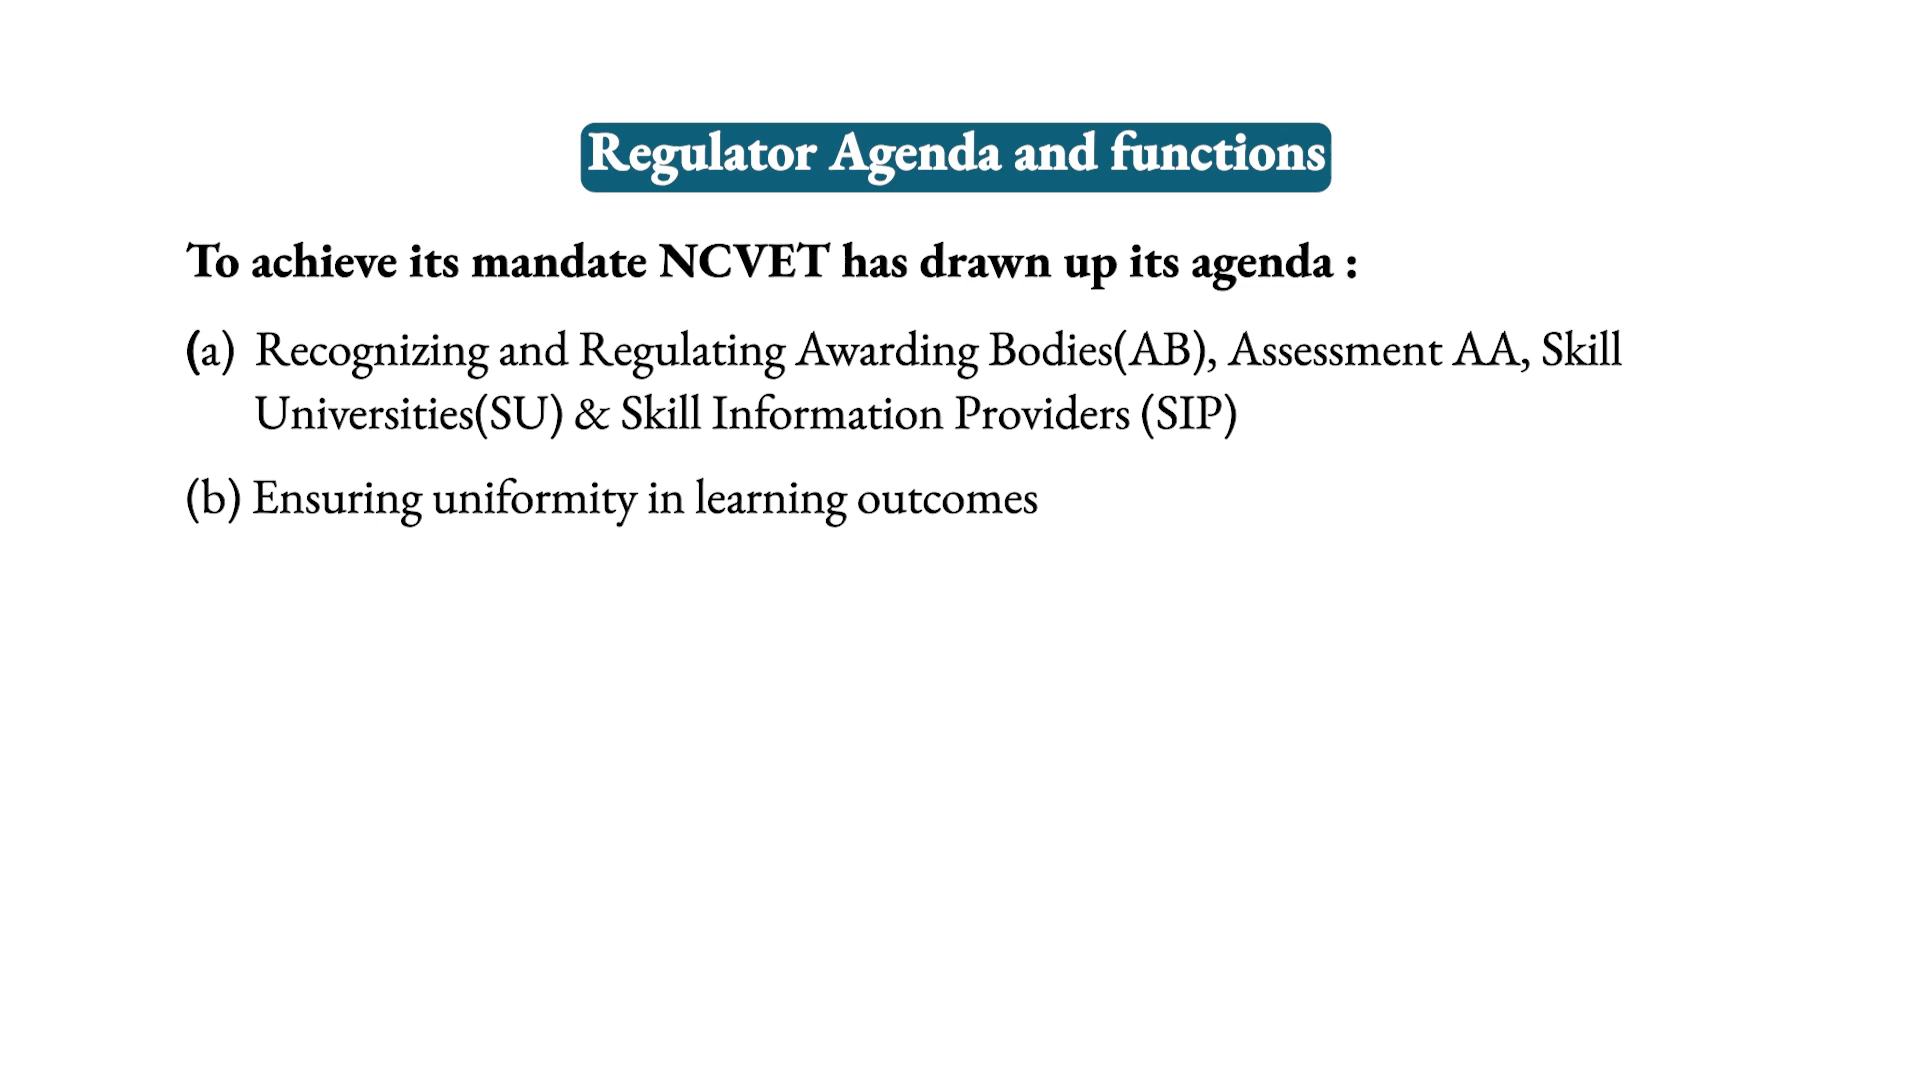 Regulator Agenda and functions
To achieve its mandate NCVET has drawn up its agenda :
(a) Recognizing and Regulating Awarding Bodies(AB), Assessment AA, Skill
Universities(SU) & Skill Information Providers (SIP)
(b) Ensuring uniformity in learning outcomes